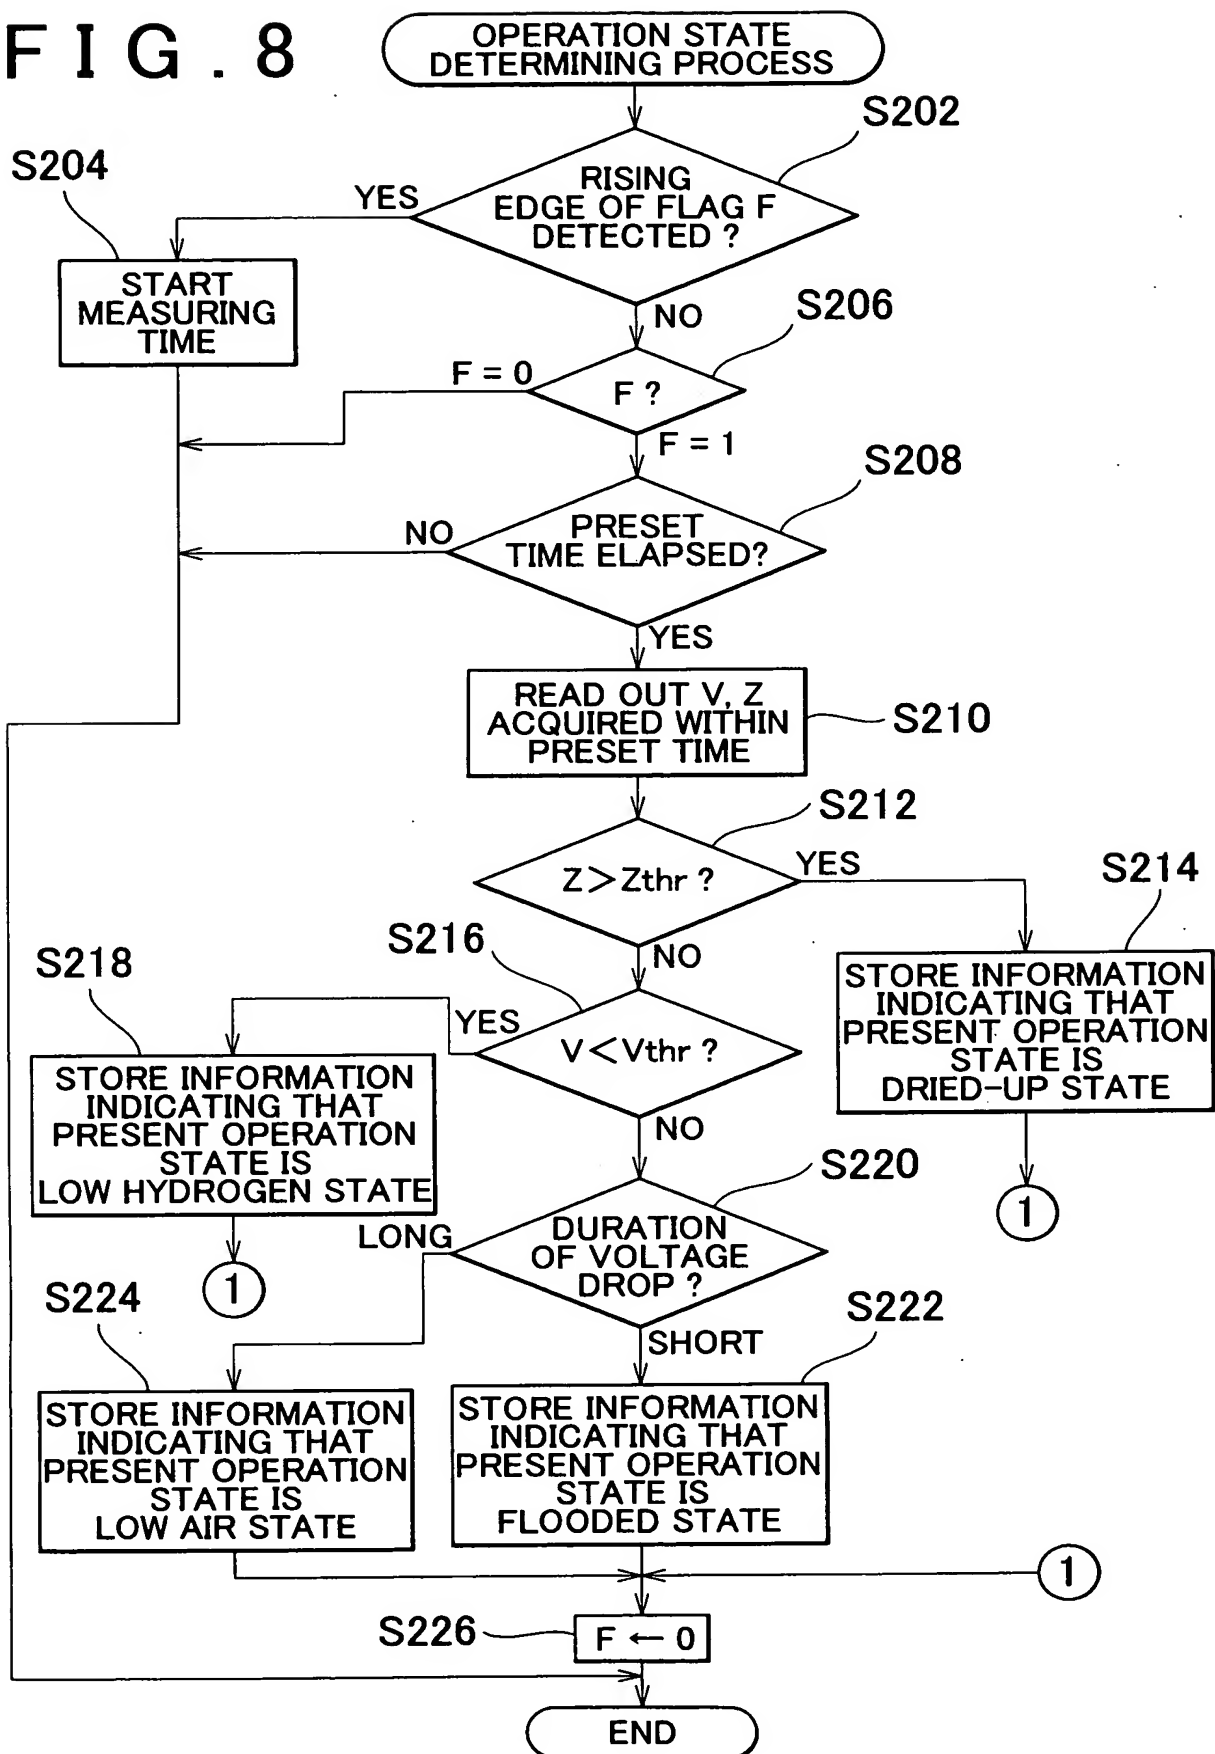 FIG. 8
OPERATION STATE
DETERMINING PROCESS
S202
RISING
EDGE OF FLAG F
DETECTED ?
YES
S204
START
MEASURING
TIME
NO
S206
F ?
F = 0
F = 1
S208
PRESET
TIME ELAPSED?
NO
YES
READ OUT V, Z
ACQUIRED WITHIN
PRESET TIME
S210
S212
Z > Zthr ?
YES
S214
STORE INFORMATION
INDICATING THAT
PRESENT OPERATION
STATE IS
DRIED-UP STATE
1
NO
S216
V < Vthr ?
YES
S218
STORE INFORMATION
INDICATING THAT
PRESENT OPERATION
STATE IS
LOW HYDROGEN STATE
1
NO
S220
DURATION
OF VOLTAGE
DROP ?
LONG
S224
STORE INFORMATION
INDICATING THAT
PRESENT OPERATION
STATE IS
LOW AIR STATE
SHORT
S222
STORE INFORMATION
INDICATING THAT
PRESENT OPERATION
STATE IS
FLOODED STATE
1
S226
F ← 0
END